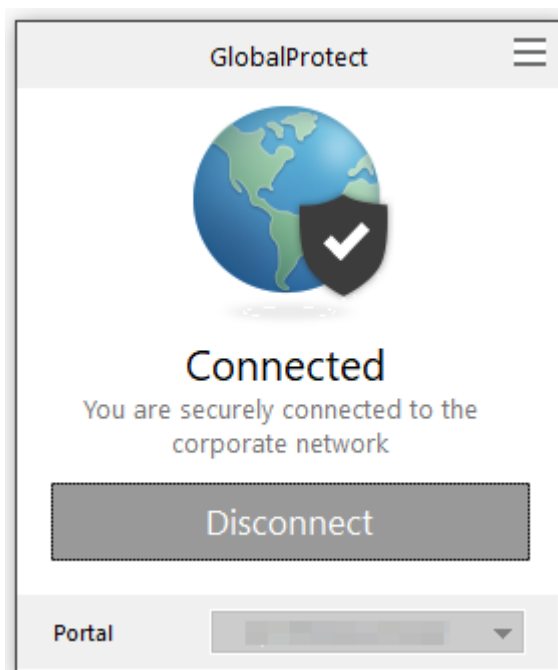 GlobalProtect
Connected
You are securely connected to the
corporate network
Disconnect
Portal